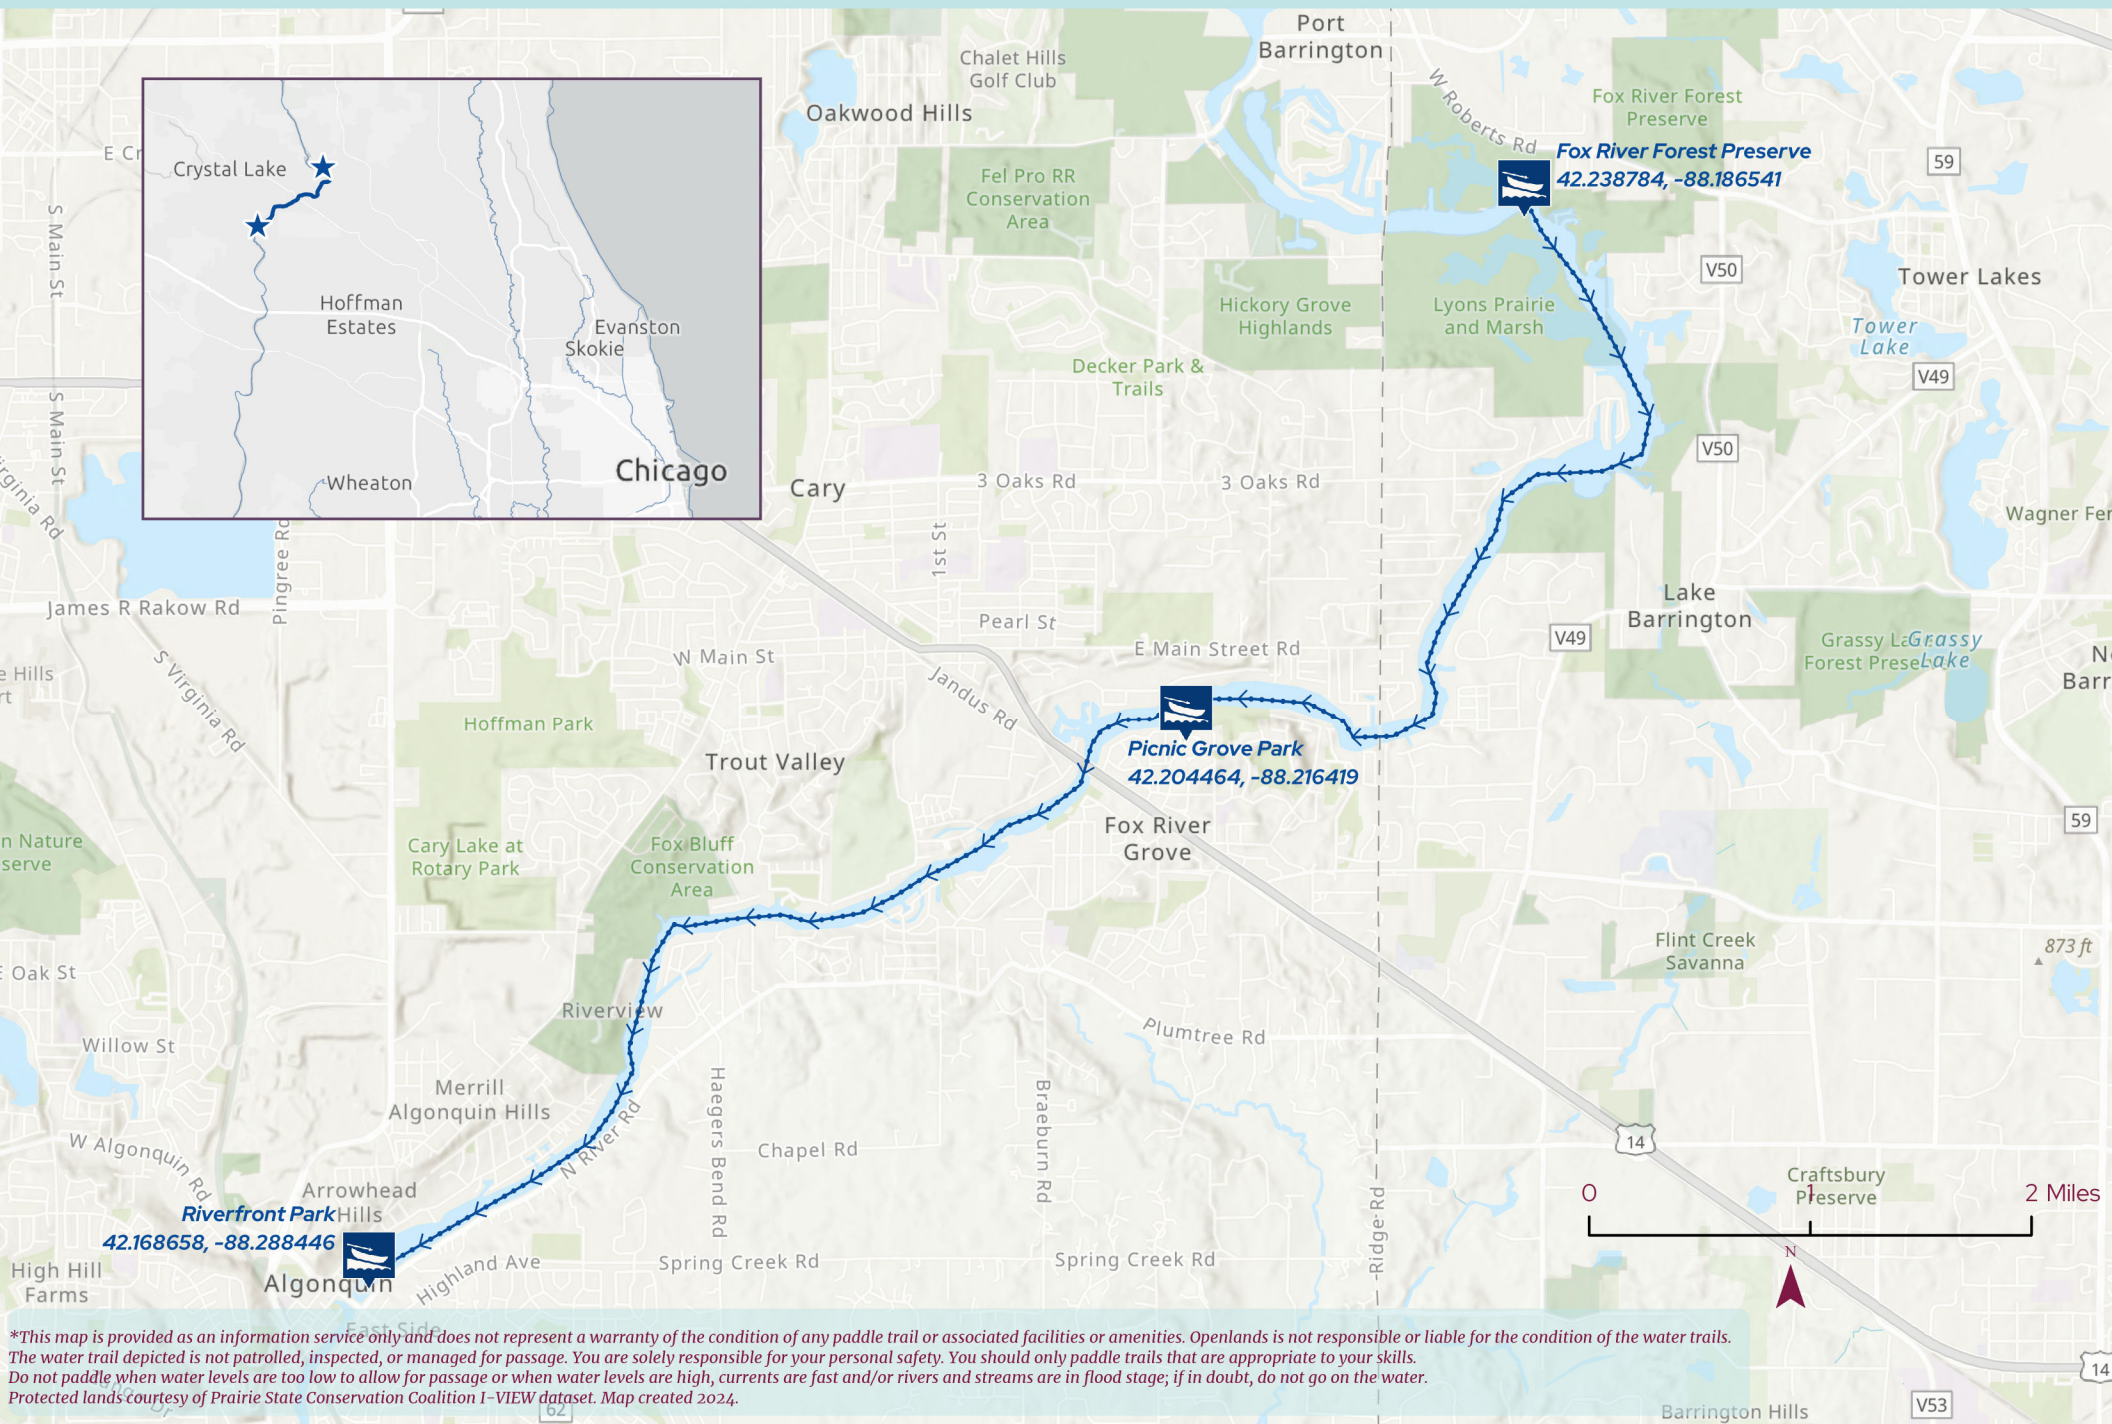 Port
Barrington
Chalet Hills
Golf Club
Oakwood Hills
W Roberts Rd
Fox River Forest
Preserve
Fox River Forest Preserve
42.238784, -88.186541
59
E Cr
Crystal Lake
Fel Pro RR
Conservation
Area
S Main St
V50
Tower Lakes
Hoffman
Estates
Evanston
Skokie
Hickory Grove
Highlands
Lyons Prairie
and Marsh
Tower
Lake
Decker Park &
Trails
V49
S Main St
V50
Wheaton
Chicago
Cary
3 Oaks Rd
3 Oaks Rd
irginia Rd
Wagner Fer
Pingree Rd
1st St
James R Rakow Rd
Lake
Barrington
Pearl St
V49
Grassy La
Forest Prese
Grassy
Lake
E Main Street Rd
W Main St
e Hills
rt
N
Barr
S Virginia Rd
Jandus Rd
Hoffman Park
Trout Valley
Picnic Grove Park
42.204464, -88.216419
59
Fox River
Grove
n Nature
serve
Cary Lake at
Rotary Park
Fox Bluff
Conservation
Area
Flint Creek
Savanna
873 ft
E Oak St
Riverview
Plumtree Rd
Willow St
Merrill
Algonquin Hills
Haegers Bend Rd
Braeburn Rd
N River Rd
W Algonquin Rd
Chapel Rd
14
Arrowhead
Hills
Craftsbury
Preserve
0 1 2 Miles
Riverfront Park
42.168658, -88.288446
Ridge Rd
N
High Hill
Farms
Algonquin
Highland Ave
Spring Creek Rd
Spring Creek Rd
East Side
*This map is provided as an information service only and does not represent a warranty of the condition of any paddle trail or associated facilities or amenities. Openlands is not responsible or liable for the condition of the water trails.
The water trail depicted is not patrolled, inspected, or managed for passage. You are solely responsible for your personal safety. You should only paddle trails that are appropriate to your skills.
Do not paddle when water levels are too low to allow for passage or when water levels are high, currents are fast and/or rivers and streams are in flood stage; if in doubt, do not go on the water.
Protected lands courtesy of Prairie State Conservation Coalition I-VIEW dataset. Map created 2024.
14
62
V53
Barrington Hills